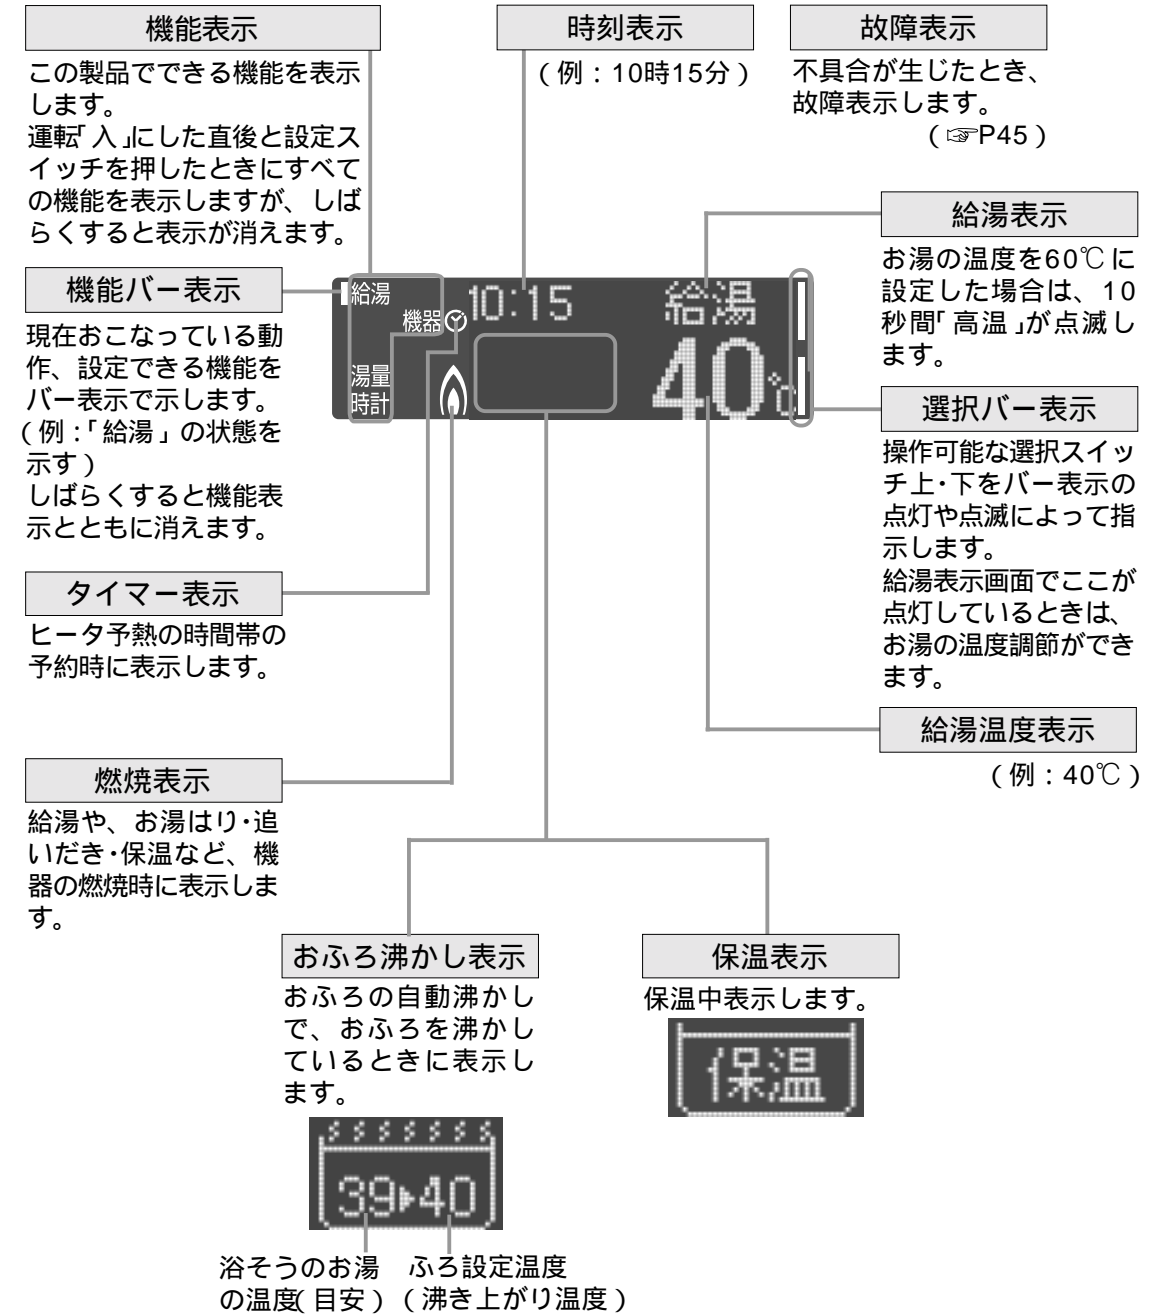 機能表示
この製品でできる機能を表示
します。
運転「入」にした直後と設定ス
イッチを押したときにすべて
の機能を表示しますが、しば
らくすると表示が消えます。
時刻表示
(例：10時15分)
故障表示
不具合が生じたとき、
故障表示します。
(☞P45)
給湯表示
お湯の温度を60℃に
設定した場合は、10
秒間「高温」が点滅し
ます。
機能バー表示
現在おこなっている動
作、設定できる機能を
バー表示で示します。
(例：「給湯」の状態を
示す)
しばらくすると機能表
示とともに消えます。
給湯
機器
湯量
時計
10:15
給湯
40℃
選択バー表示
操作可能な選択スイッ
チ上・下をバー表示の
点灯や点滅によって指
示します。
給湯表示画面でここが
点灯しているときは、
お湯の温度調節ができ
ます。
タイマー表示
ヒータ予熱の時間帯の
予約時に表示します。
給湯温度表示
(例：40℃)
燃焼表示
給湯や、お湯はり・追
いだき・保温など、機
器の燃焼時に表示しま
す。
おふろ沸かし表示
おふろの自動沸かし
で、おふろを沸かし
ているときに表示し
ます。
39▶40
浴そうのお湯
の温度(目安)
ふろ設定温度
(沸き上がり温度)
保温表示
保温中表示します。
保温